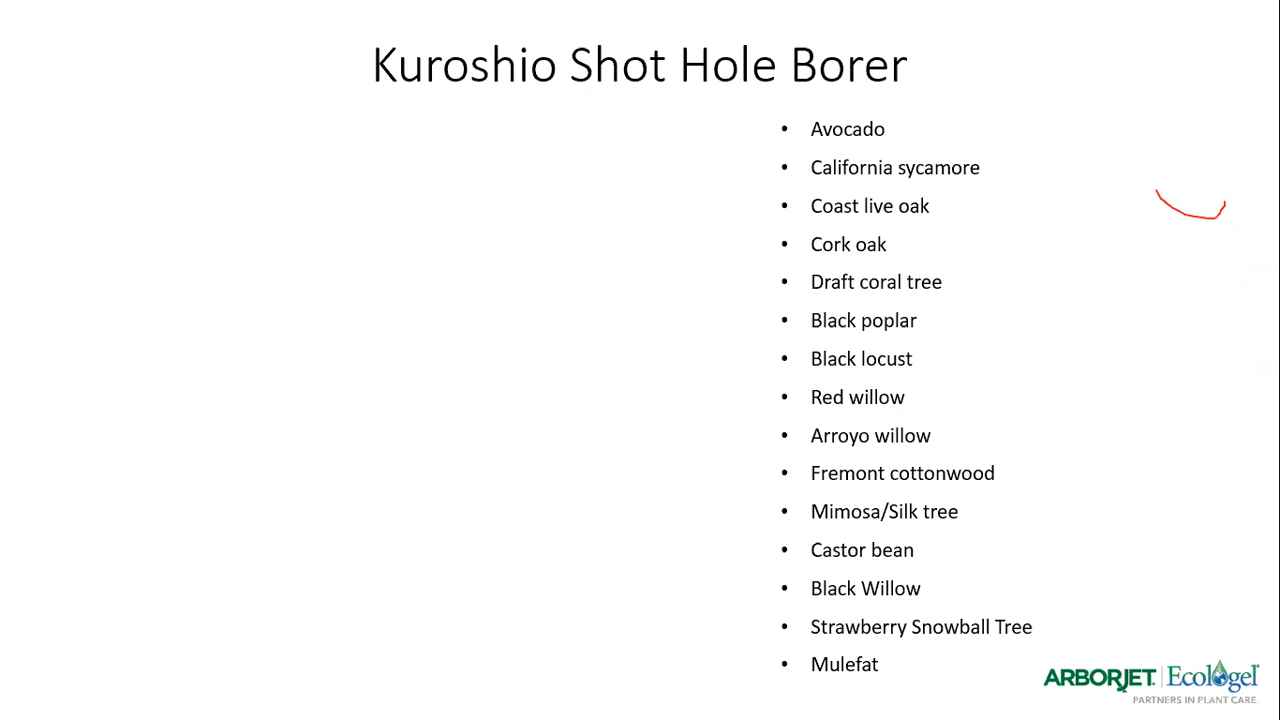 Kuroshio Shot Hole Borer
• Avocado
• California sycamore
• Coast live oak
• Cork oak
• Draft coral tree
• Black poplar
• Black locust
• Red willow
• Arroyo willow
• Fremont cottonwood
• Mimosa/Silk tree
• Castor bean
• Black Willow
• Strawberry Snowball Tree
• Mulefat
ARBORJET | Ecologel
PARTNERS IN PLANT CARE